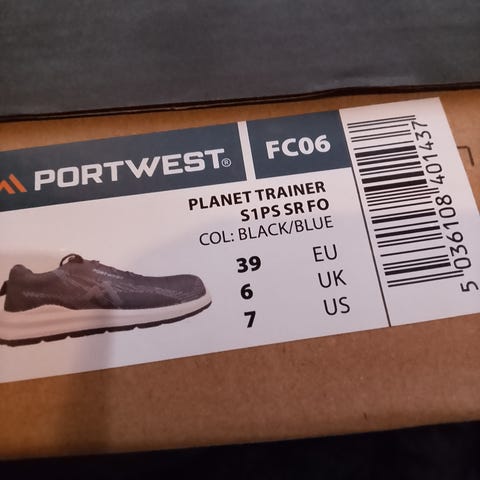 PORTWEST®
FC06
PLANET TRAINER
S1PS SR FO
COL: BLACK/BLUE
39 EU
6 UK
7 US
PORTWEST
5 036108 401437